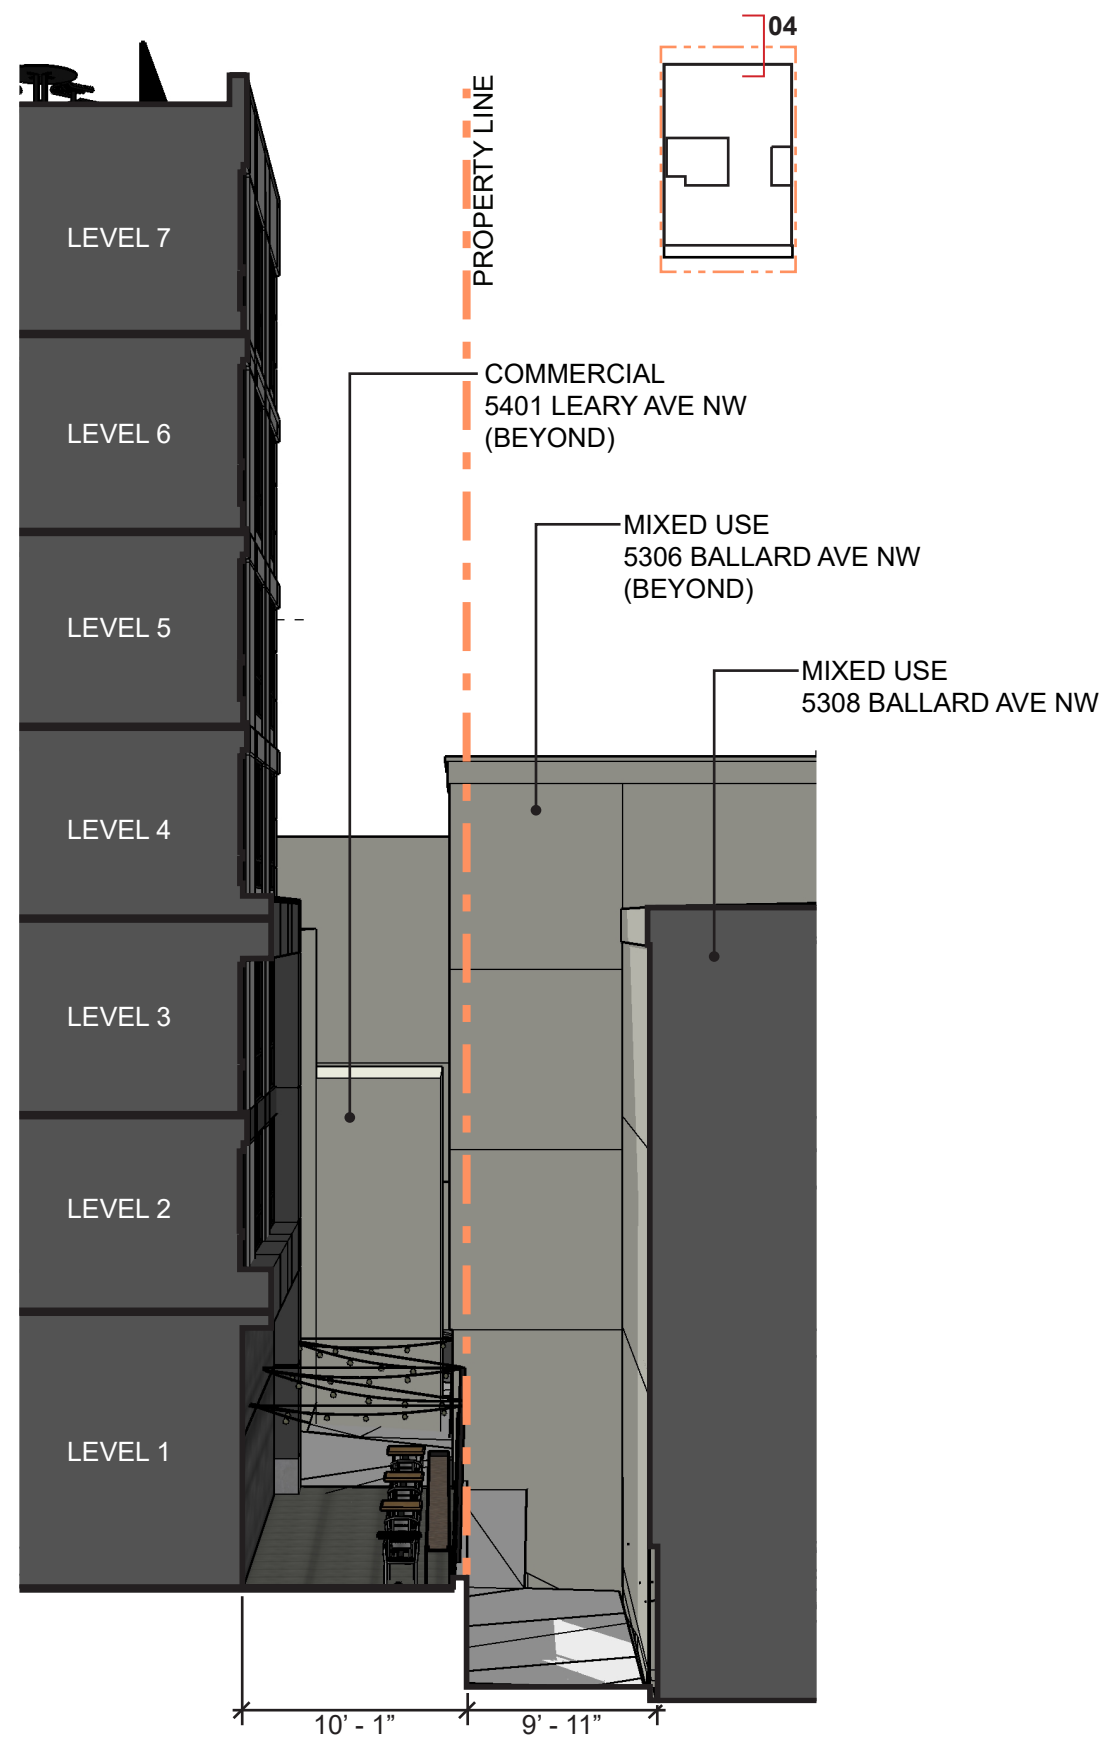 04
PROPERTY LINE
LEVEL 7
COMMERCIAL
5401 LEARY AVE NW
(BEYOND)
LEVEL 6
MIXED USE
5306 BALLARD AVE NW
(BEYOND)
LEVEL 5
MIXED USE
5308 BALLARD AVE NW
LEVEL 4
LEVEL 3
LEVEL 2
LEVEL 1
10’ - 1”
9’ - 11”